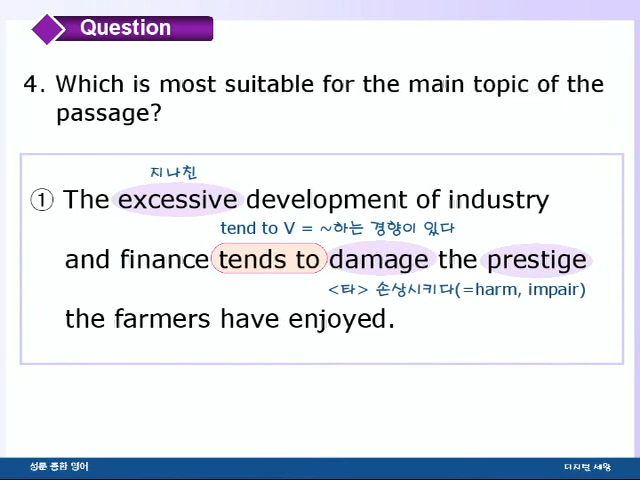 Question
4. Which is most suitable for the main topic of the
passage?
지나친
① The excessive development of industry
tend to V = ~하는 경향이 있다
and finance tends to damage the prestige
<타> 손상시키다(=harm, impair)
the farmers have enjoyed.
성문 종합 영어
디지털 세상